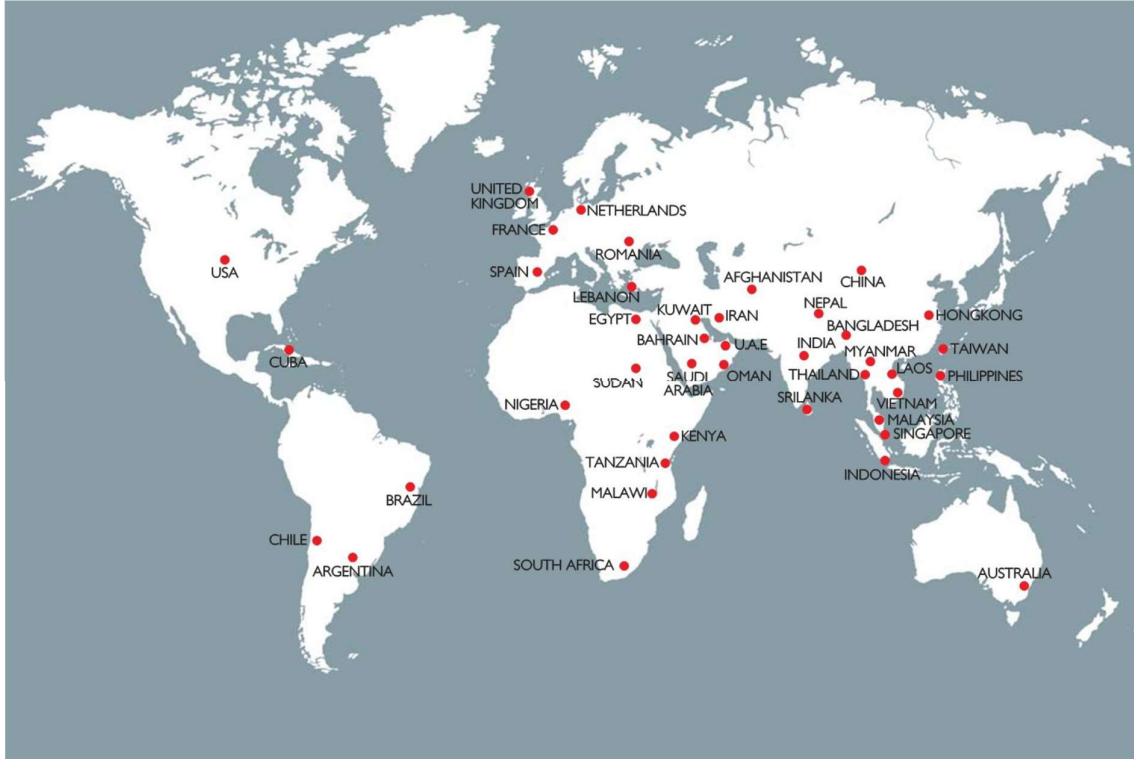 UNITED
KINGDOM
NETHERLANDS
FRANCE
ROMANIA
USA
SPAIN
AFGHANISTAN
CHINA
LEBANON
NEPAL
KUWAIT
IRAN
HONGKONG
EGYPT
BANGLADESH
BAHRAIN
U.A.E
INDIA
TAIWAN
MYANMAR
CUBA
SUDAN
SAUDI
ARABIA
OMAN
THAILAND
LAOS
PHILIPPINES
SRILANKA
VIETNAM
NIGERIA
MALAYSIA
KENYA
SINGAPORE
TANZANIA
INDONESIA
MALAWI
BRAZIL
CHILE
ARGENTINA
SOUTH AFRICA
AUSTRALIA